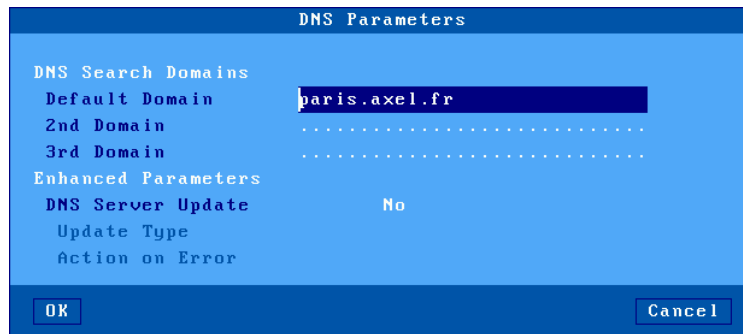 DNS Parameters
DNS Search Domains
Default Domain paris.axel.fr
2nd Domain ..............................
3rd Domain ..............................
Enhanced Parameters
DNS Server Update No
Update Type
Action on Error
OK Cancel